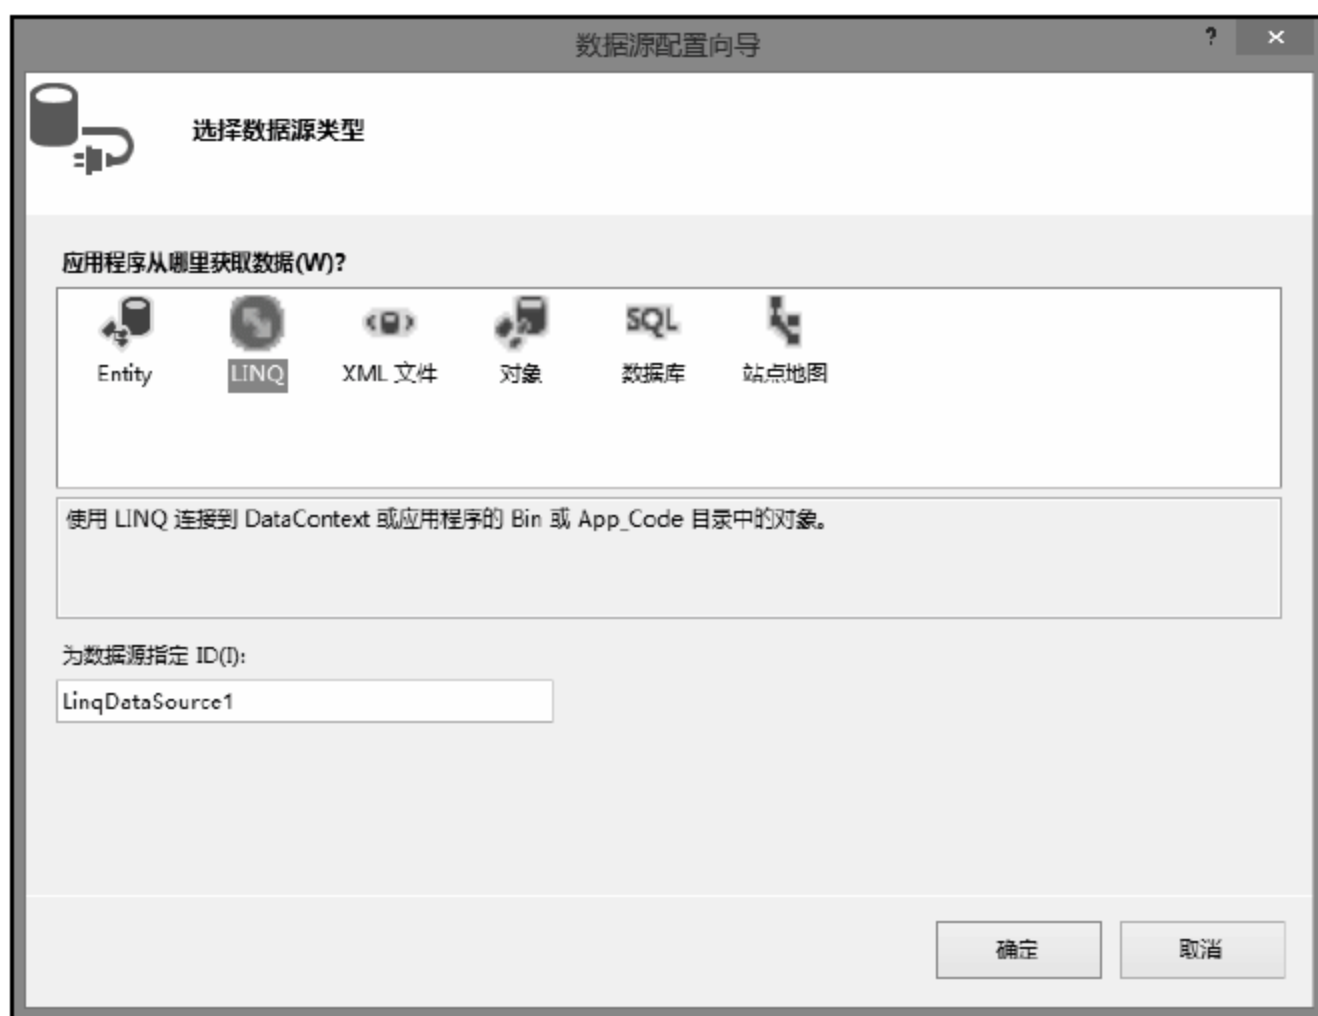 数据源配置向导 ? ×
选择数据源类型
应用程序从哪里获取数据(W)?
SQL
Entity LINQ XML 文件 对象 数据库 站点地图
使用 LINQ 连接到 DataContext 或应用程序的 Bin 或 App_Code 目录中的对象。
为数据源指定 ID(I):
LinqDataSource1
确定 取消